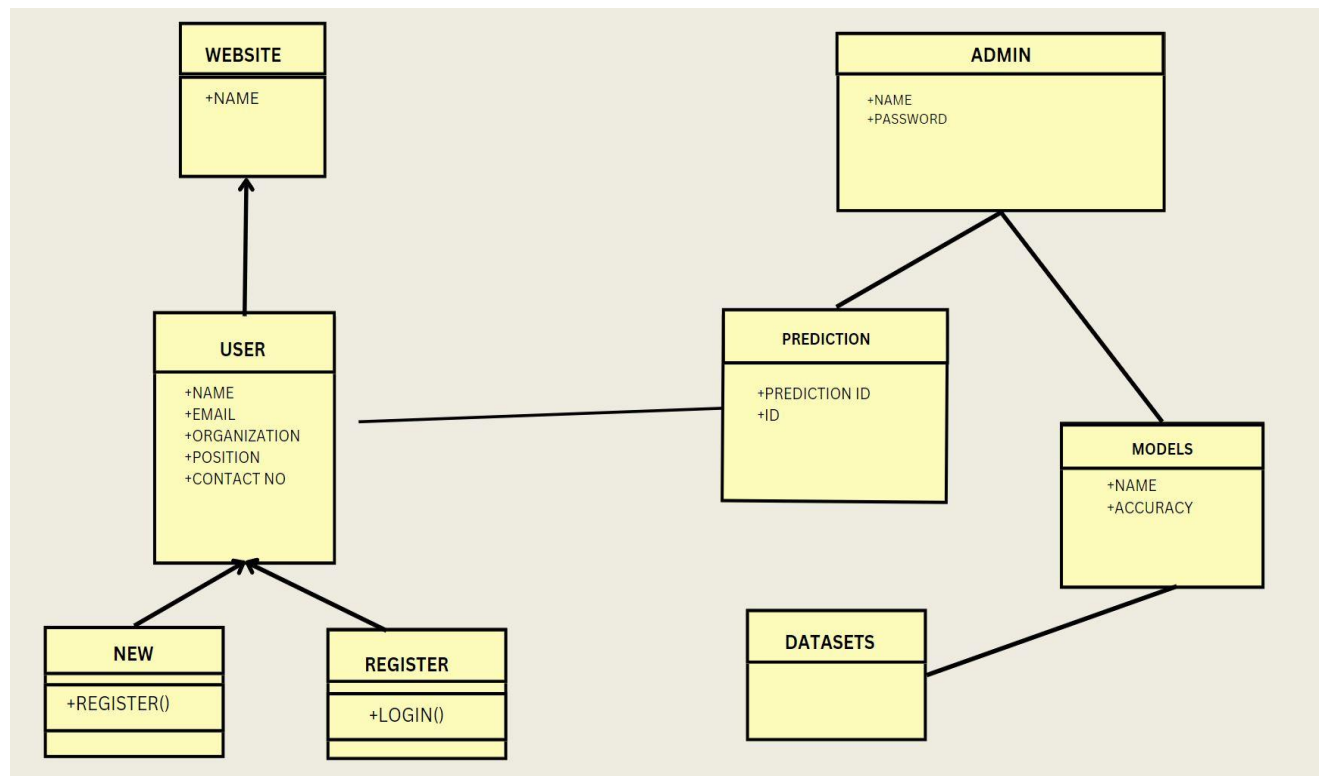 WEBSITE
+NAME
ADMIN
+NAME
+PASSWORD
USER
+NAME
+EMAIL
+ORGANIZATION
+POSITION
+CONTACT NO
PREDICTION
+PREDICTION ID
+ID
MODELS
+NAME
+ACCURACY
NEW
+REGISTER()
REGISTER
+LOGIN()
DATASETS